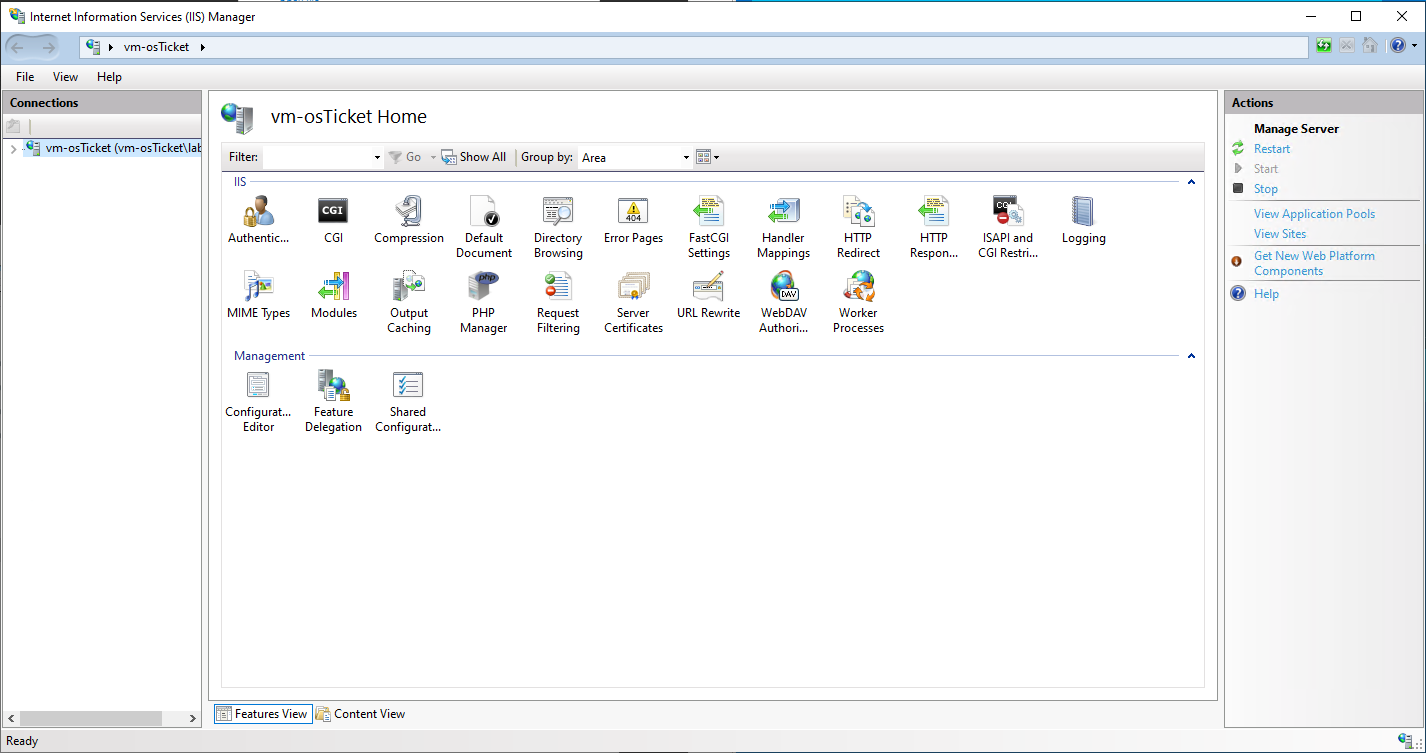 Internet Information Services (IIS) Manager
vm-osTicket
File View Help
Connections
vm-osTicket (vm-osTicket\lab
vm-osTicket Home
Filter: Go Show All Group by: Area
IIS
Authentic...
CGI
Compression
Default
Document
Directory
Browsing
Error Pages
FastCGI
Settings
Handler
Mappings
HTTP
Redirect
HTTP
Respon...
ISAPI and
CGI Restri...
Logging
MIME Types
Modules
Output
Caching
PHP
Manager
Request
Filtering
Server
Certificates
URL Rewrite
WebDAV
Authori...
Worker
Processes
Management
Configurat...
Editor
Feature
Delegation
Shared
Configurat...
Features View
Content View
Actions
Manage Server
Restart
Start
Stop
View Application Pools
View Sites
Get New Web Platform
Components
Help
Ready
CGI
404
php
DAV